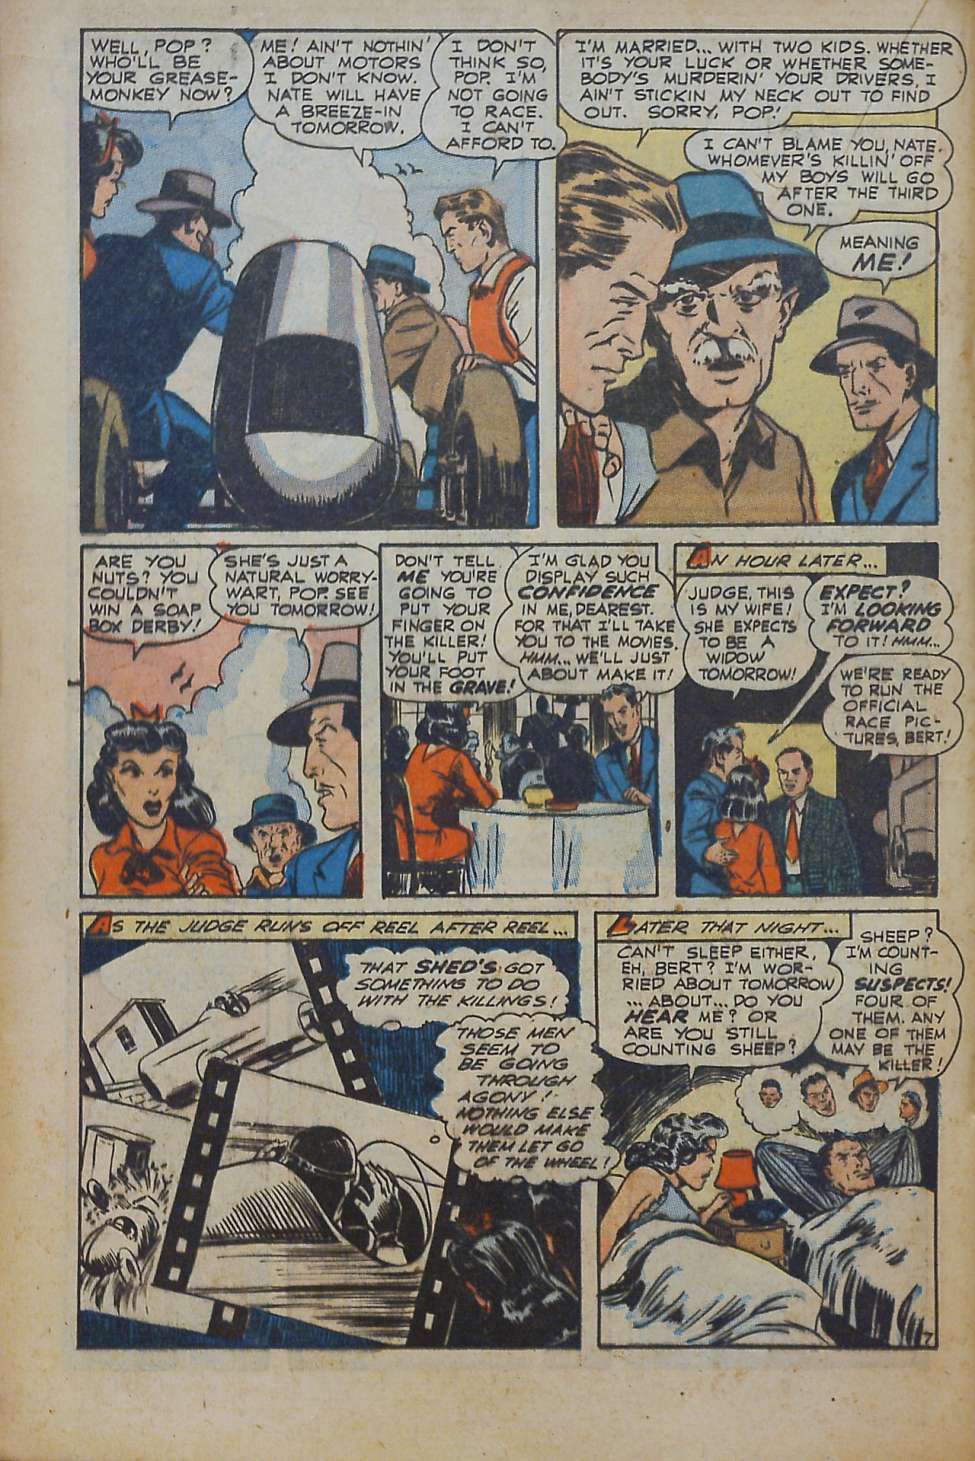 WELL, POP?
WHO'LL BE
YOUR GREASE-
MONKEY NOW?
ME! AIN'T NOTHIN'
ABOUT MOTORS
I DON'T KNOW.
NATE WILL HAVE
A BREEZE-IN
TOMORROW.
I DON'T
THINK SO,
POP. I'M
NOT GOING
TO RACE.
I CAN'T
AFFORD TO.
I'M MARRIED... WITH TWO KIDS. WHETHER
IT'S YOUR LUCK OR WHETHER SOME-
BODY'S MURDERIN' YOUR DRIVERS, I
AIN'T STICKIN MY NECK OUT TO FIND
OUT. SORRY, POP!
I CAN'T BLAME YOU, NATE.
WHOMEVER'S KILLIN' OFF
MY BOYS WILL GO
AFTER THE THIRD
ONE.
MEANING
ME!
ARE YOU
NUTS? YOU
COULDN'T
WIN A SOAP
BOX DERBY!
SHE'S JUST A
NATURAL WORRY-
WART, POP. SEE
YOU TOMORROW!
DON'T TELL
ME YOU'RE
GOING TO
PUT YOUR
FINGER ON
THE KILLER!
YOU'LL PUT
YOUR FOOT
IN THE GRAVE!
I'M GLAD YOU
DISPLAY SUCH
CONFIDENCE
IN ME, DEAREST.
FOR THAT I'LL TAKE
YOU TO THE MOVIES.
HMM... WE'LL JUST
ABOUT MAKE IT!
AN HOUR LATER...
JUDGE, THIS
IS MY WIFE!
SHE EXPECTS
TO BE A
WIDOW
TOMORROW!
EXPECT?
I'M LOOKING
FORWARD
TO IT! HMM...
WE'RE READY
TO RUN THE
OFFICIAL
RACE PIC-
TURES, BERT!
AS THE JUDGE RUNS OFF REEL AFTER REEL...
THAT SHED'S GOT
SOMETHING TO DO
WITH THE KILLINGS!
THOSE MEN
SEEM TO
BE GOING
THROUGH
AGONY!
NOTHING ELSE
WOULD MAKE
THEM LET GO
OF THE WHEEL!
LATER THAT NIGHT...
CAN'T SLEEP EITHER,
EH, BERT? I'M WOR-
RIED ABOUT TOMORROW
... ABOUT... DO YOU
HEAR ME? OR
ARE YOU STILL
COUNTING SHEEP?
SHEEP?
I'M COUNT-
ING
SUSPECTS!
FOUR OF
THEM. ANY
ONE OF THEM
MAY BE THE
KILLER!
7